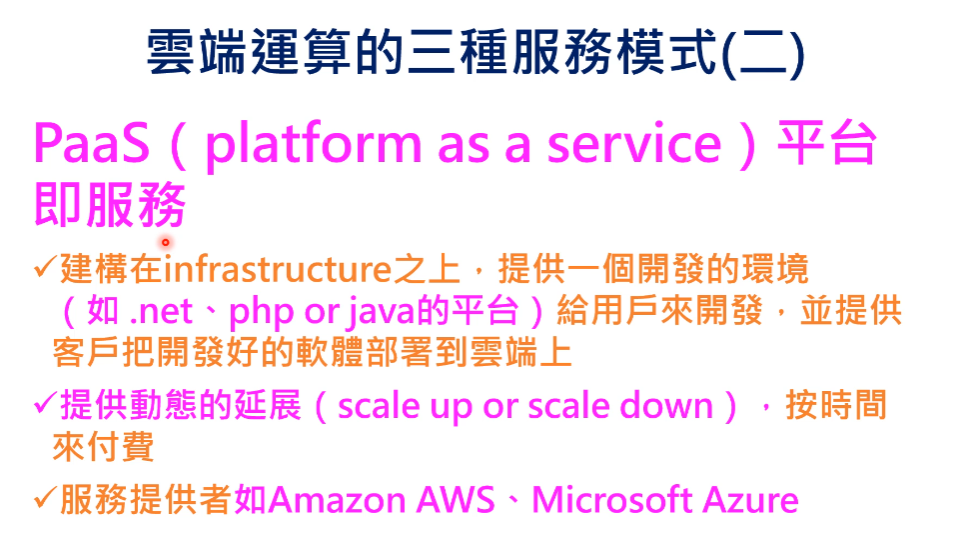 雲端運算的三種服務模式(二)
PaaS（platform as a service）平台
即服務
✓建構在infrastructure之上，提供一個開發的環境
（如 .net、php or java的平台）給用戶來開發，並提供
客戶把開發好的軟體部署到雲端上
✓提供動態的延展（scale up or scale down），按時間
來付費
✓服務提供者如Amazon AWS、Microsoft Azure